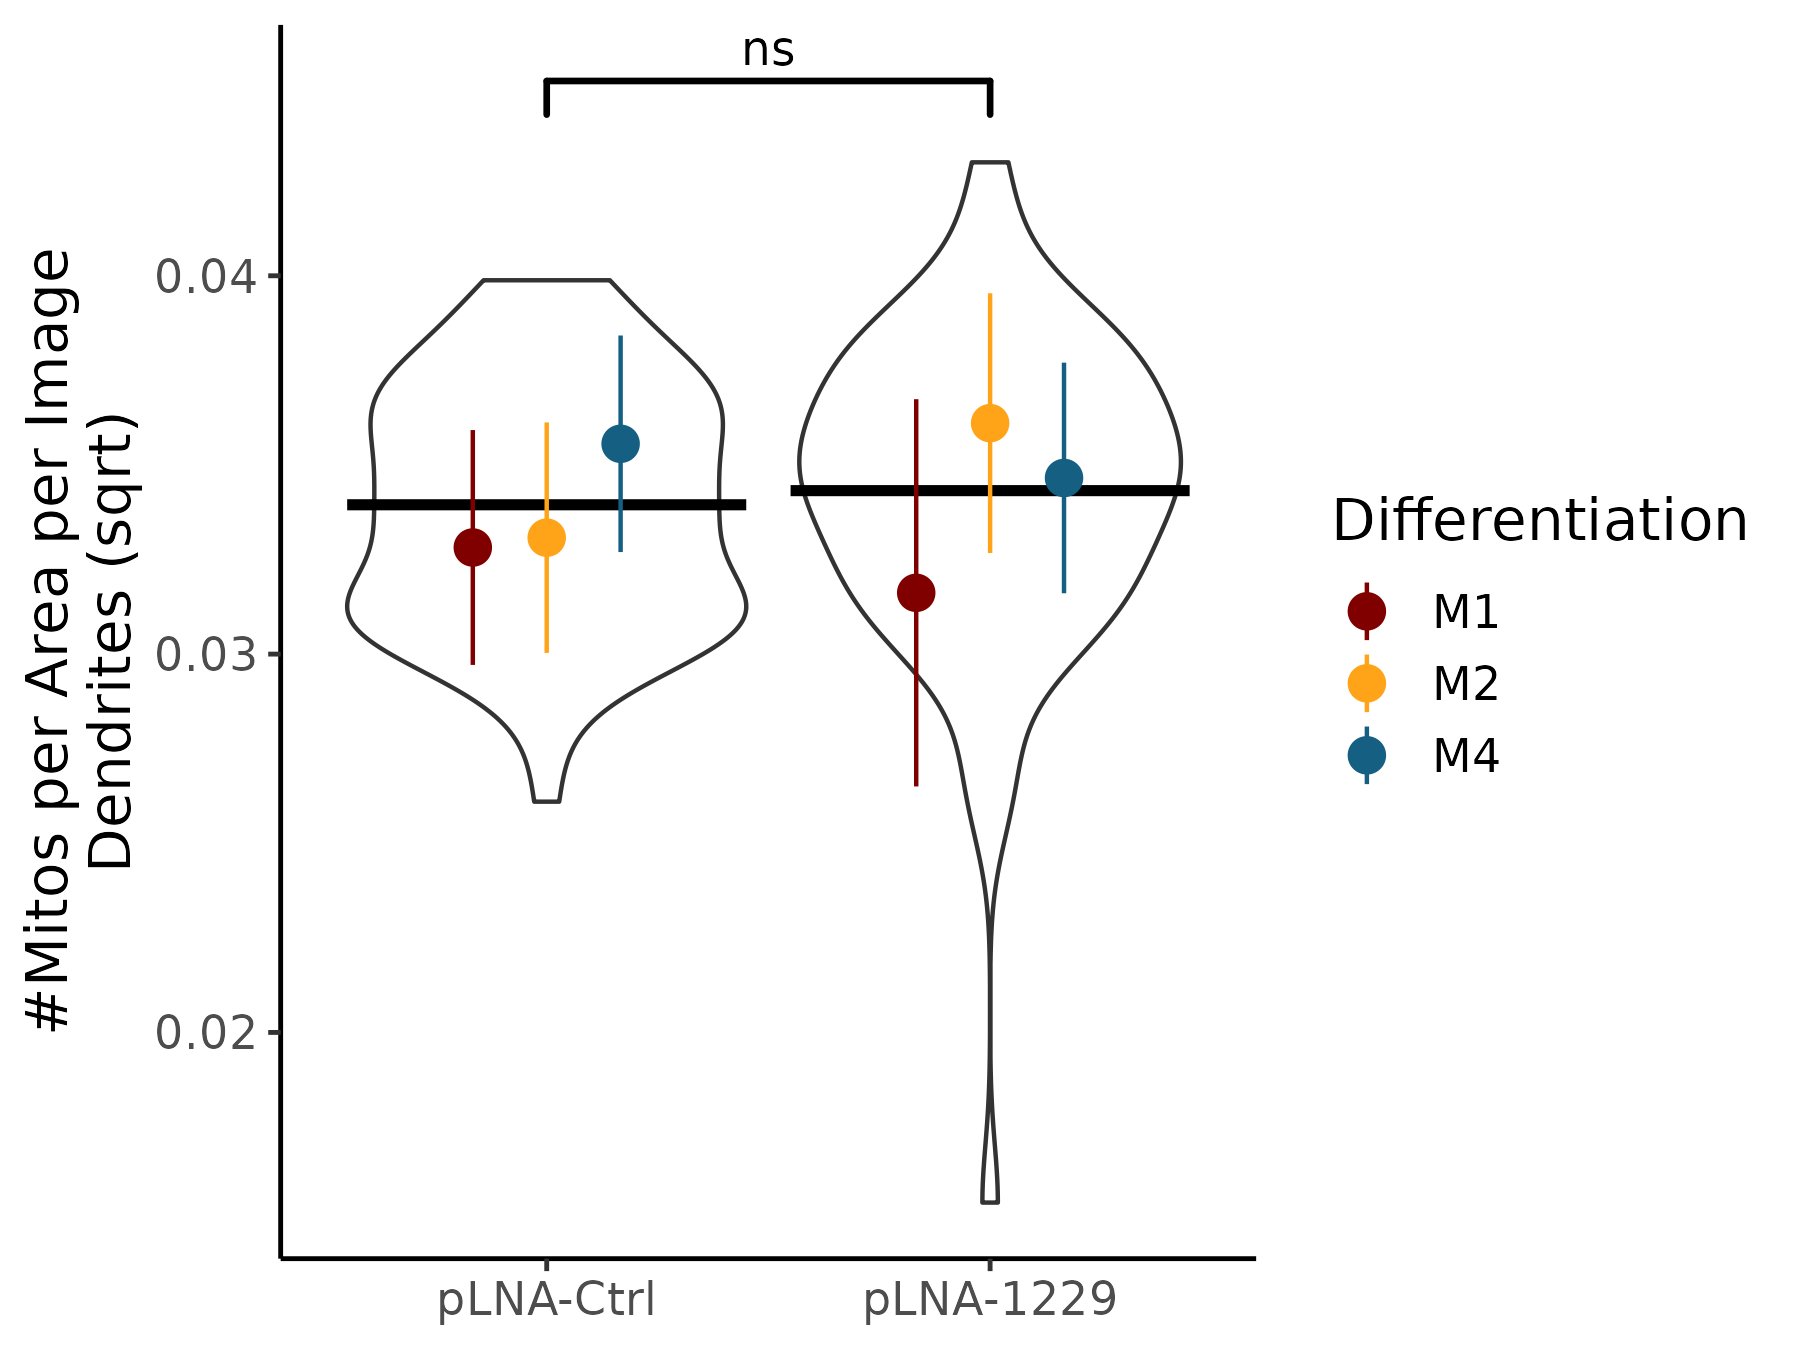 ns
#Mitos per Area per Image
Dendrites (sqrt)
0.04
0.03
0.02
pLNA-Ctrl
pLNA-1229
Differentiation
M1
M2
M4